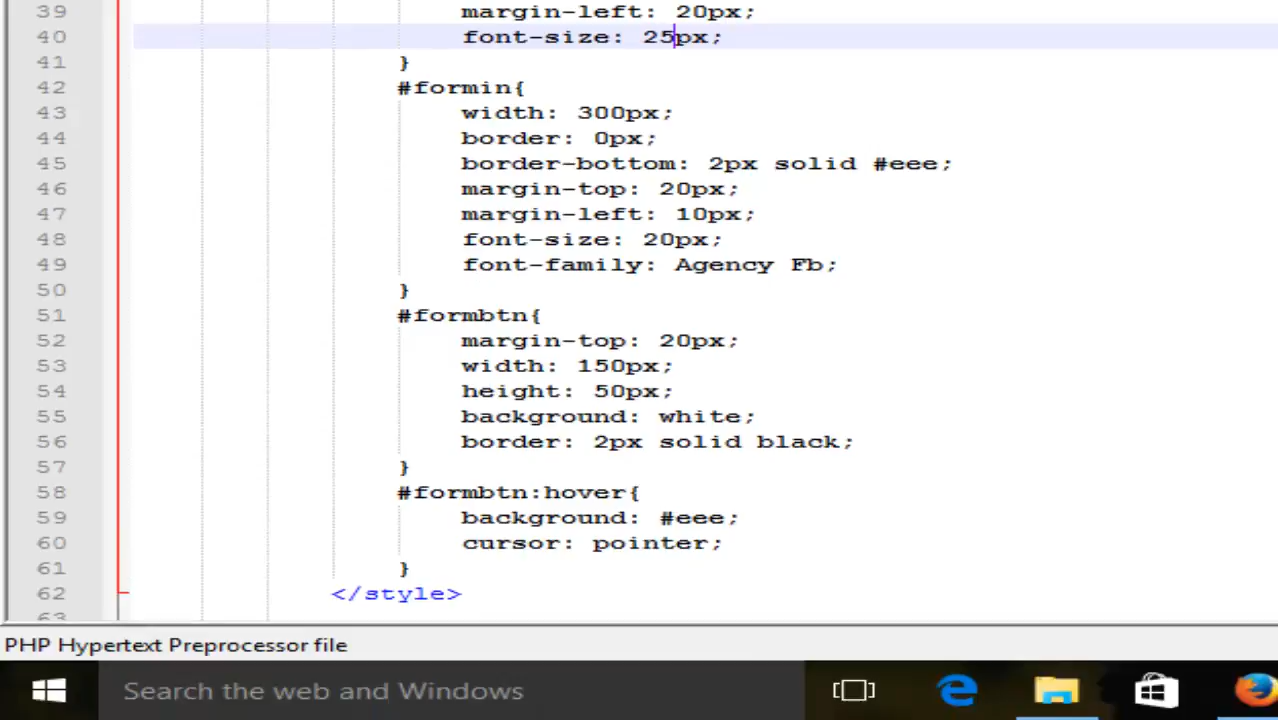 39 margin-left: 20px;
40 font-size: 25px;
41 }
42 #formin{
43 width: 300px;
44 border: 0px;
45 border-bottom: 2px solid #eee;
46 margin-top: 20px;
47 margin-left: 10px;
48 font-size: 20px;
49 font-family: Agency Fb;
50 }
51 #formbtn{
52 margin-top: 20px;
53 width: 150px;
54 height: 50px;
55 background: white;
56 border: 2px solid black;
57 }
58 #formbtn:hover{
59 background: #eee;
60 cursor: pointer;
61 }
62 </style>
63
PHP Hypertext Preprocessor file
Search the web and Windows